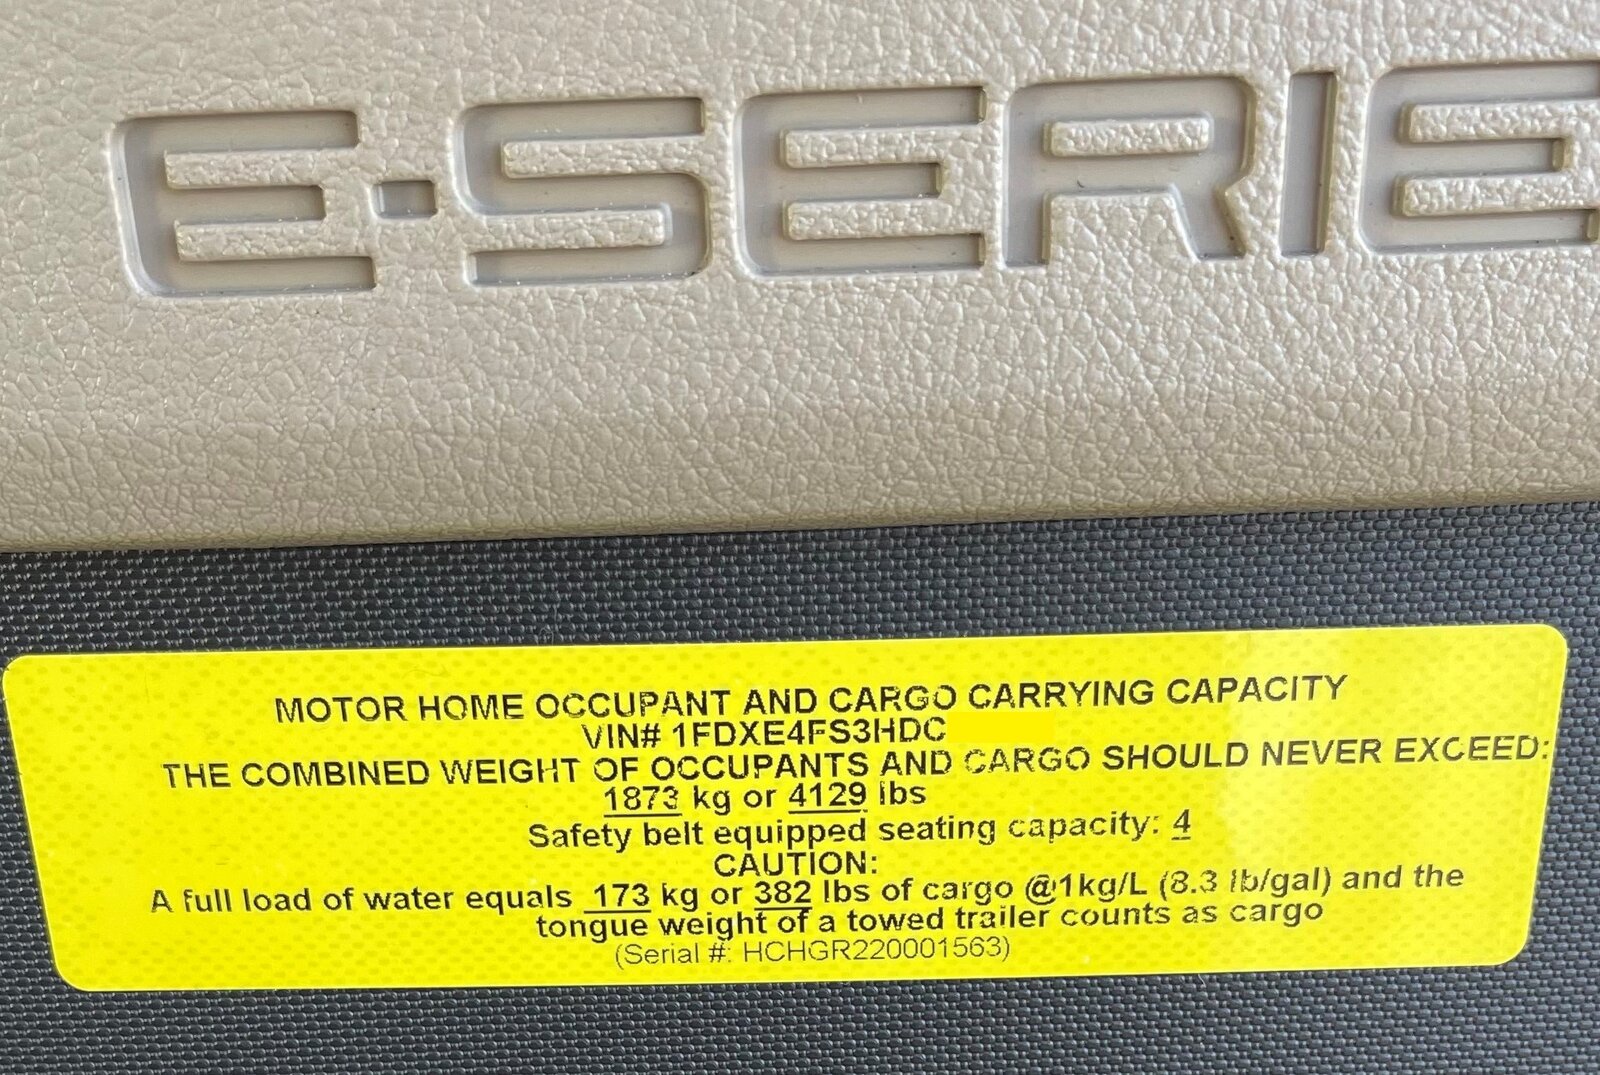 E-SERIE
MOTOR HOME OCCUPANT AND CARGO CARRYING CAPACITY
VIN# 1FDXE4FS3HDC
THE COMBINED WEIGHT OF OCCUPANTS AND CARGO SHOULD NEVER EXCEED:
1873 kg or 4129 lbs
Safety belt equipped seating capacity: 4
CAUTION:
A full load of water equals 173 kg or 382 lbs of cargo @1kg/L (8.3 lb/gal) and the
tongue weight of a towed trailer counts as cargo
(Serial #: HCHGR220001563)